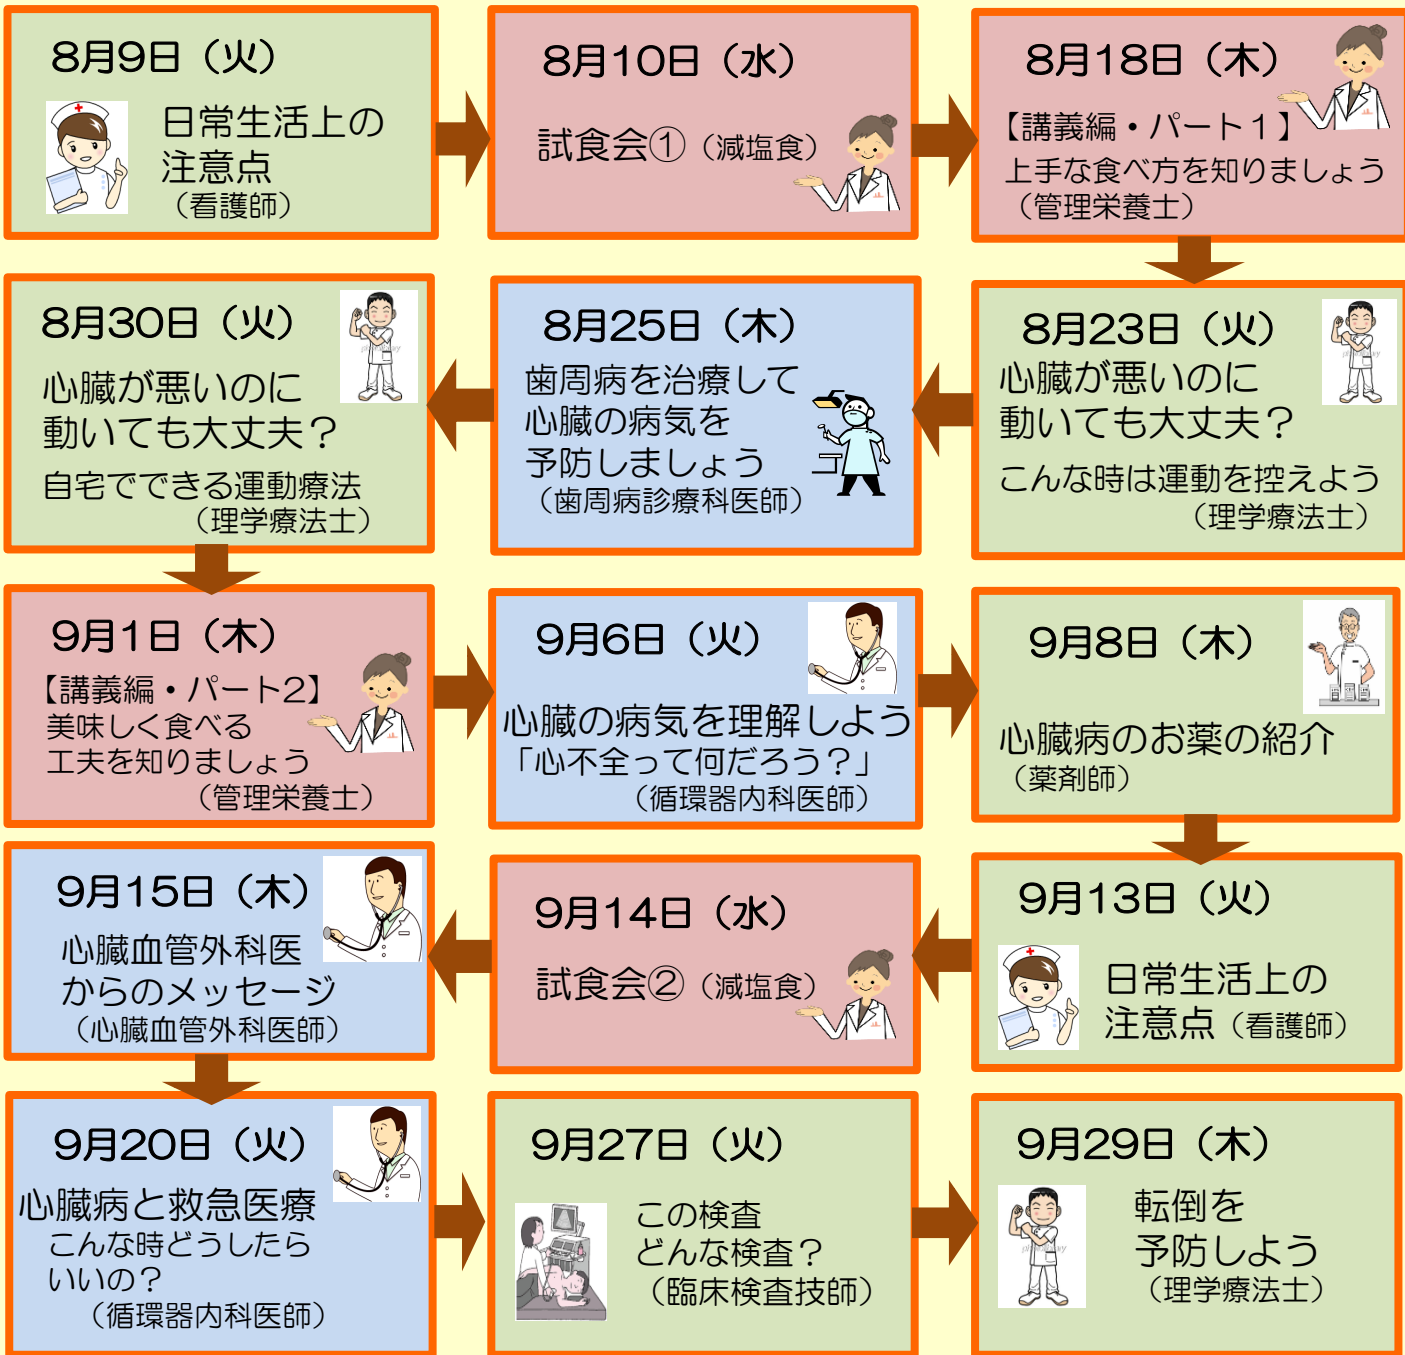 8月9日（火）
日常生活上の
注意点
（看護師）
8月10日（水）
試食会①（減塩食）
8月18日（木）
【講義編・パート1】
上手な食べ方を知りましょう
（管理栄養士）
8月23日（火）
心臓が悪いのに
動いても大丈夫？
こんな時は運動を控えよう
（理学療法士）
8月25日（木）
歯周病を治療して
心臓の病気を
予防しましょう
（歯周病診療科医師）
8月30日（火）
心臓が悪いのに
動いても大丈夫？
自宅でできる運動療法
（理学療法士）
9月1日（木）
【講義編・パート2】
美味しく食べる
工夫を知りましょう
（管理栄養士）
9月6日（火）
心臓の病気を理解しよう
「心不全って何だろう？」
（循環器内科医師）
9月8日（木）
心臓病のお薬の紹介
（薬剤師）
9月13日（火）
日常生活上の
注意点（看護師）
9月14日（水）
試食会②（減塩食）
9月15日（木）
心臓血管外科医
からのメッセージ
（心臓血管外科医師）
9月20日（火）
心臓病と救急医療
こんな時どうしたら
いいの？
（循環器内科医師）
9月27日（火）
この検査
どんな検査？
（臨床検査技師）
9月29日（木）
転倒を
予防しよう
（理学療法士）